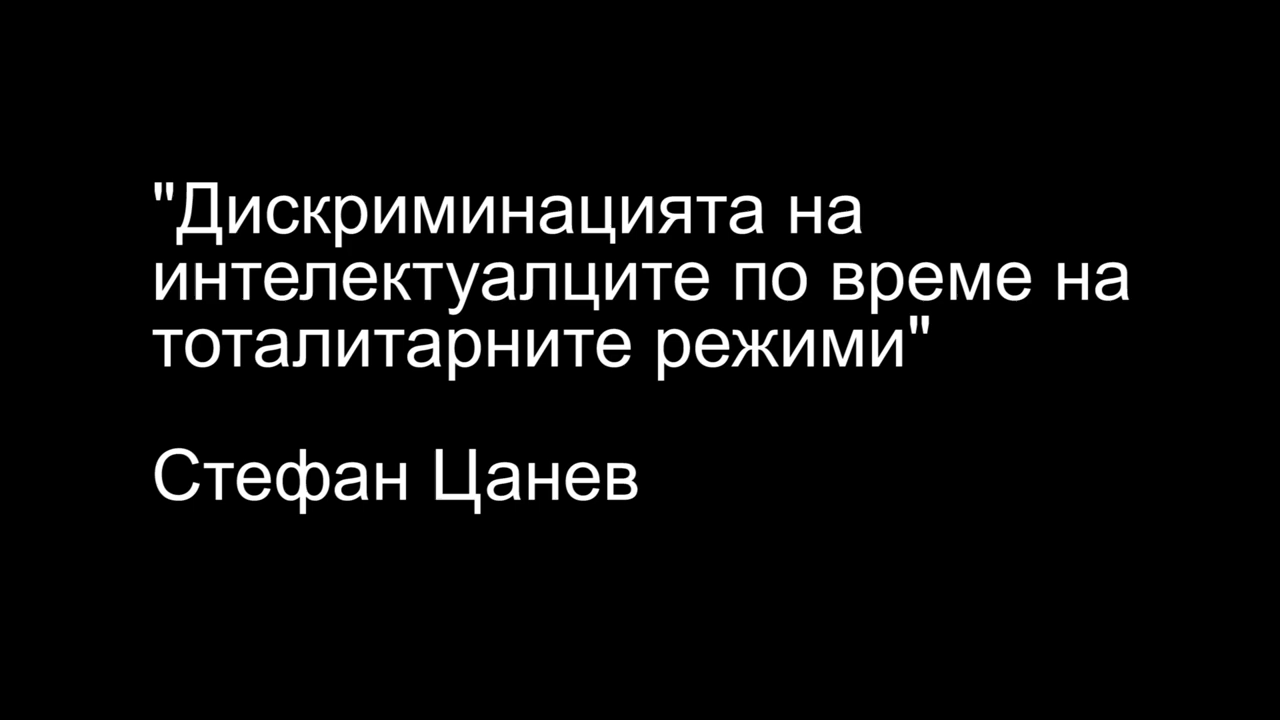 "Дискриминацията на
интелектуалците по време на
тоталитарните режими"
Стефан Цанев